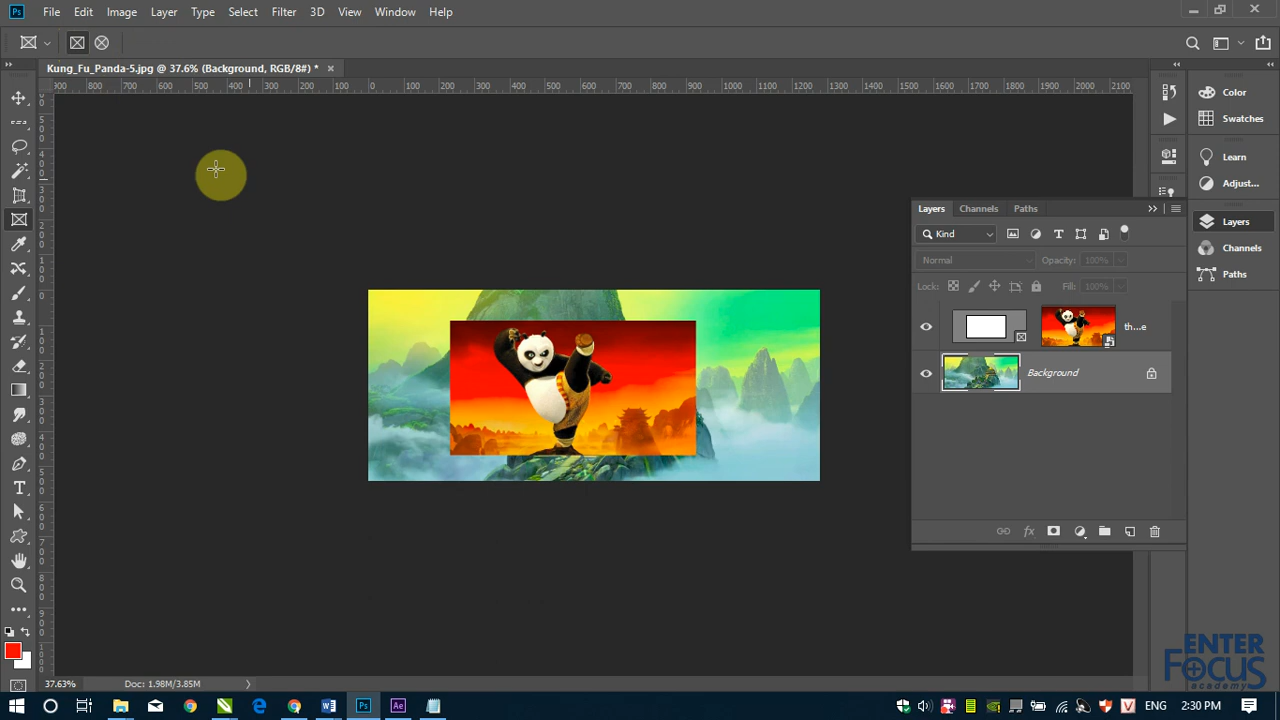 Ps File Edit Image Layer Type Select Filter 3D View Window Help
Kung_Fu_Panda-5.jpg @ 37.6% (Background, RGB/8#) *
900 800 700 600 500 400 300 200 100 0 100 200 300 400 500 600 700 800 900 1000 1100 1200 1300 1400 1500 1600 1700 1800 1900 2000 2100
Color
Swatches
Learn
Adjust...
Layers
Channels
Paths
Layers Channels Paths
Kind
Normal Opacity: 100%
Lock: Fill: 100%
th...e
Background
37.63% Doc: 1.98M/3.85M
ENTER
FOCUS
academy
Ps Ae ENG 2:30 PM